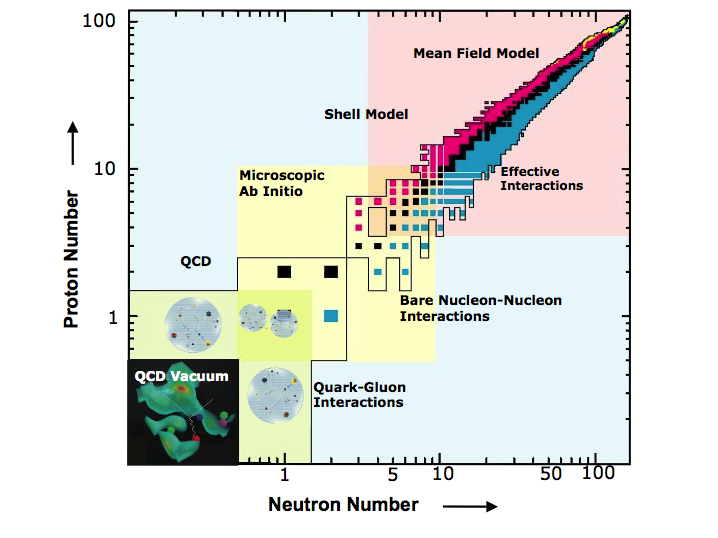 100
Mean Field Model
Shell Model
10
Microscopic
Ab Initio
Effective
Interactions
QCD
Bare Nucleon-Nucleon
Interactions
1
QCD Vacuum
Quark-Gluon
Interactions
Proton Number
1
5
10
50
100
Neutron Number